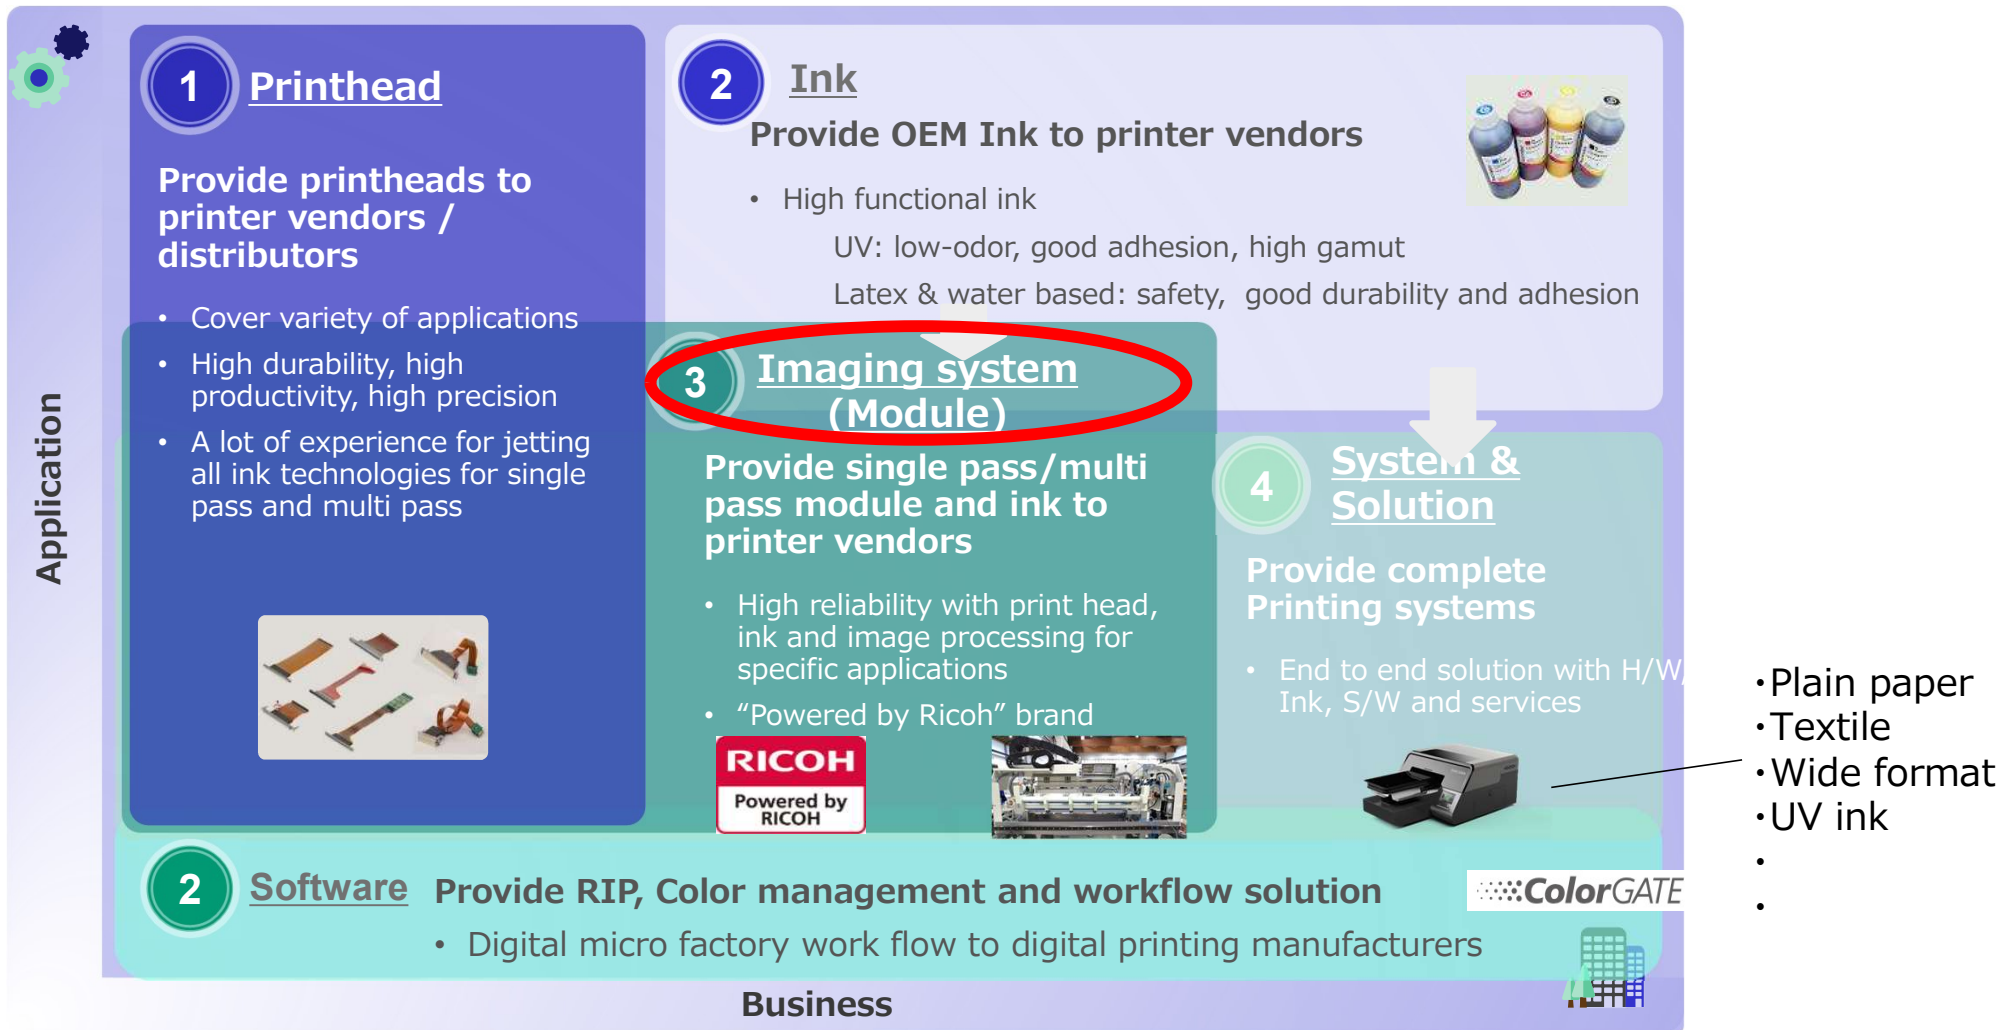 1
Printhead
Provide printheads to
printer vendors /
distributors
• Cover variety of applications
• High durability, high
productivity, high precision
• A lot of experience for jetting
all ink technologies for single
pass and multi pass
2
Ink
Provide OEM Ink to printer vendors
• High functional ink
UV: low-odor, good adhesion, high gamut
Latex & water based: safety, good durability and adhesion
3
Imaging system
(Module)
Provide single pass/multi
pass module and ink to
printer vendors
• High reliability with print head,
ink and image processing for
specific applications
• “Powered by Ricoh” brand
RICOH
Powered by
RICOH
4
System &
Solution
Provide complete
Printing systems
• End to end solution with H/W,
Ink, S/W and services
・Plain paper
・Textile
・Wide format
・UV ink
・
・
2
Software
Provide RIP, Color management and workflow solution
• Digital micro factory work flow to digital printing manufacturers
ColorGATE
Application
Business